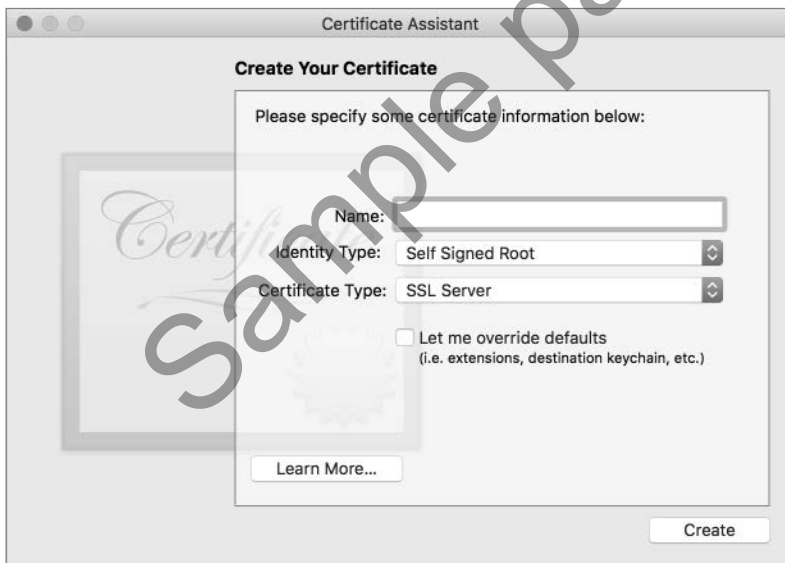 Certificate Assistant
Create Your Certificate
Please specify some certificate information below:
Certificate
Name:
Identity Type: Self Signed Root
Certificate Type: SSL Server
Let me override defaults
(i.e. extensions, destination keychain, etc.)
Learn More...
Create
Sample